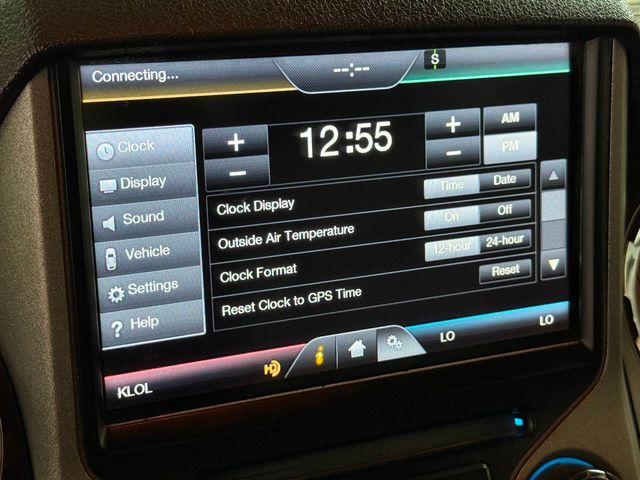 Connecting... --:-- S
Clock + 12:55 + AM
- - PM
Display Clock Display Time Date
Sound Outside Air Temperature On Off
Vehicle Clock Format 12-hour 24-hour
Settings Reset Clock to GPS Time Reset
Help
KLOL HD i LO LO